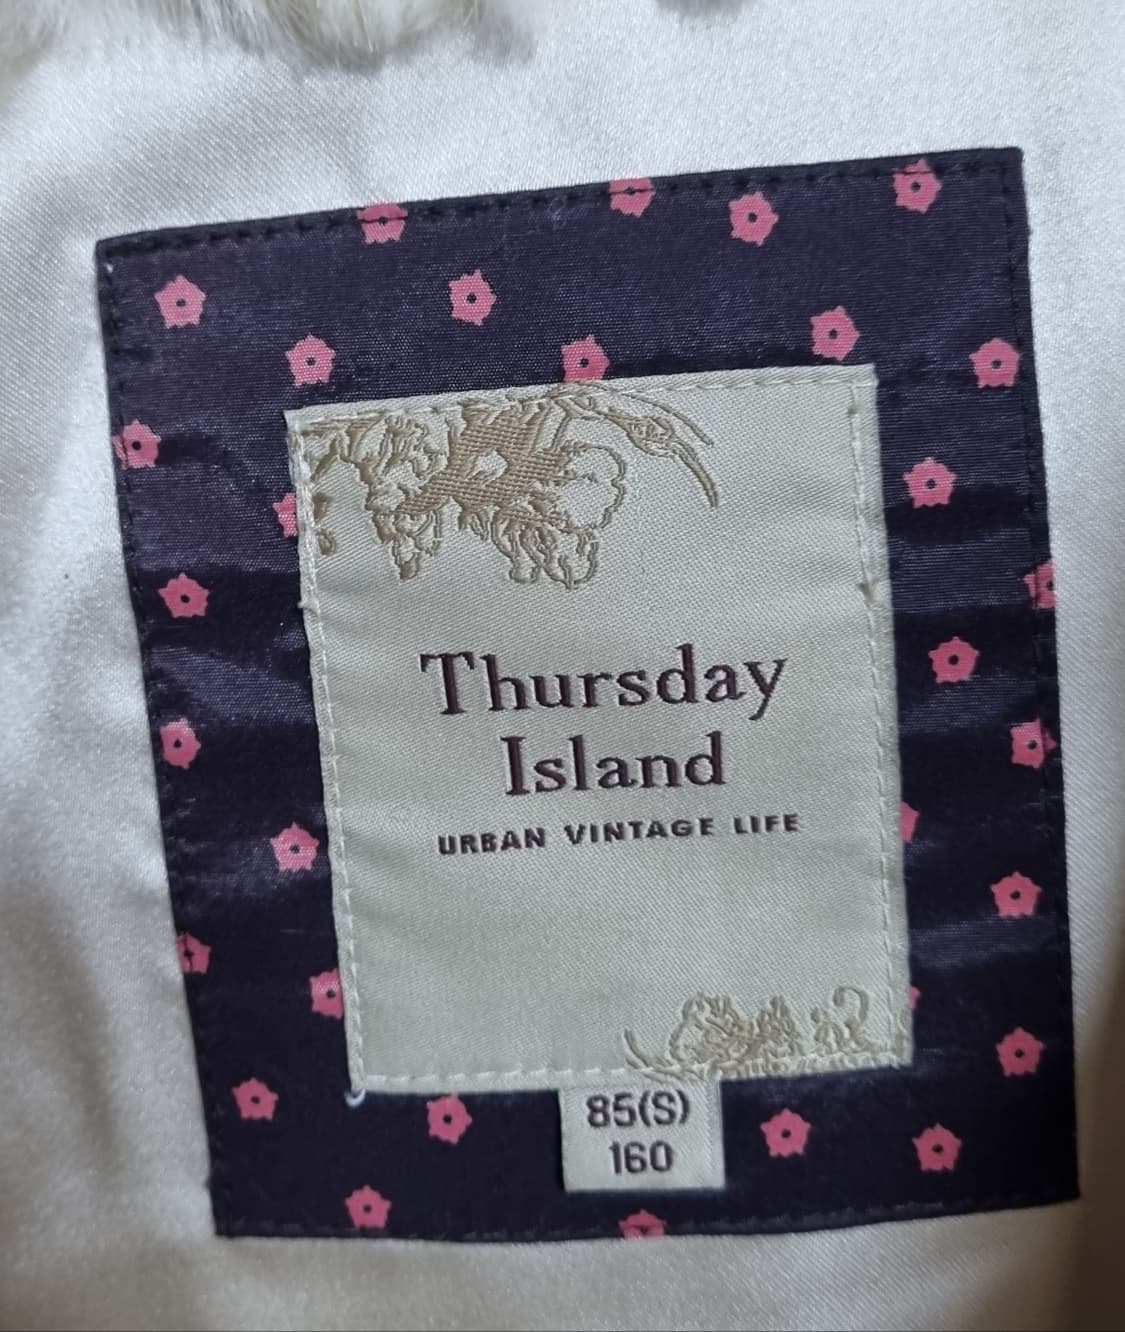 Thursday
Island
URBAN VINTAGE LIFE
85(S)
160